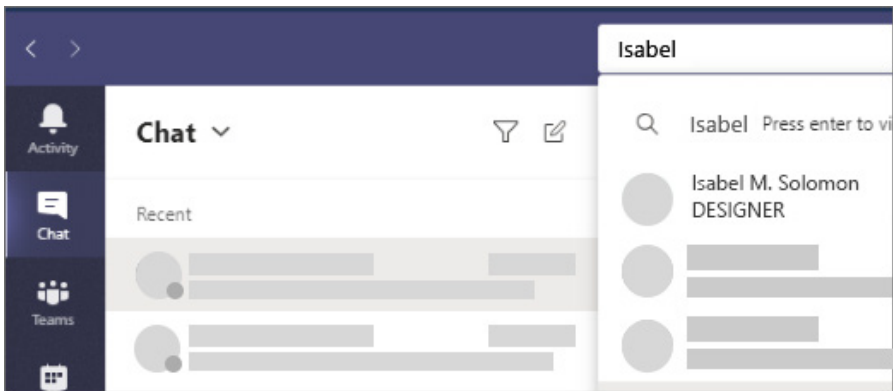 Isabel
Activity
Chat
Isabel Press enter to vi
Recent
Isabel M. Solomon
DESIGNER
Chat
Teams